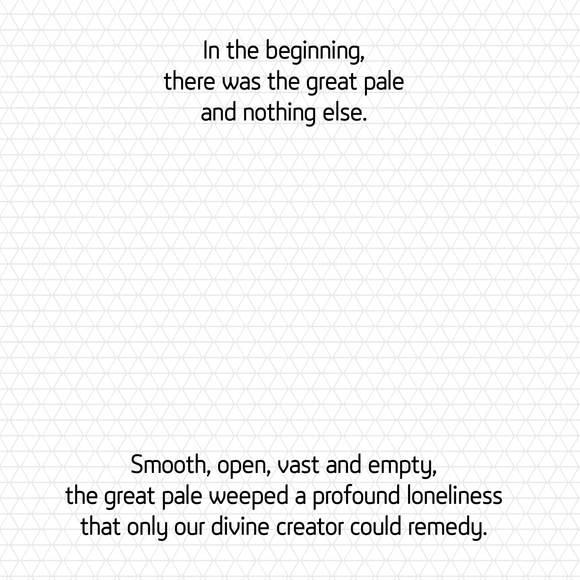 In the beginning,
there was the great pale
and nothing else.
Smooth, open, vast and empty,
the great pale weeped a profound loneliness
that only our divine creator could remedy.